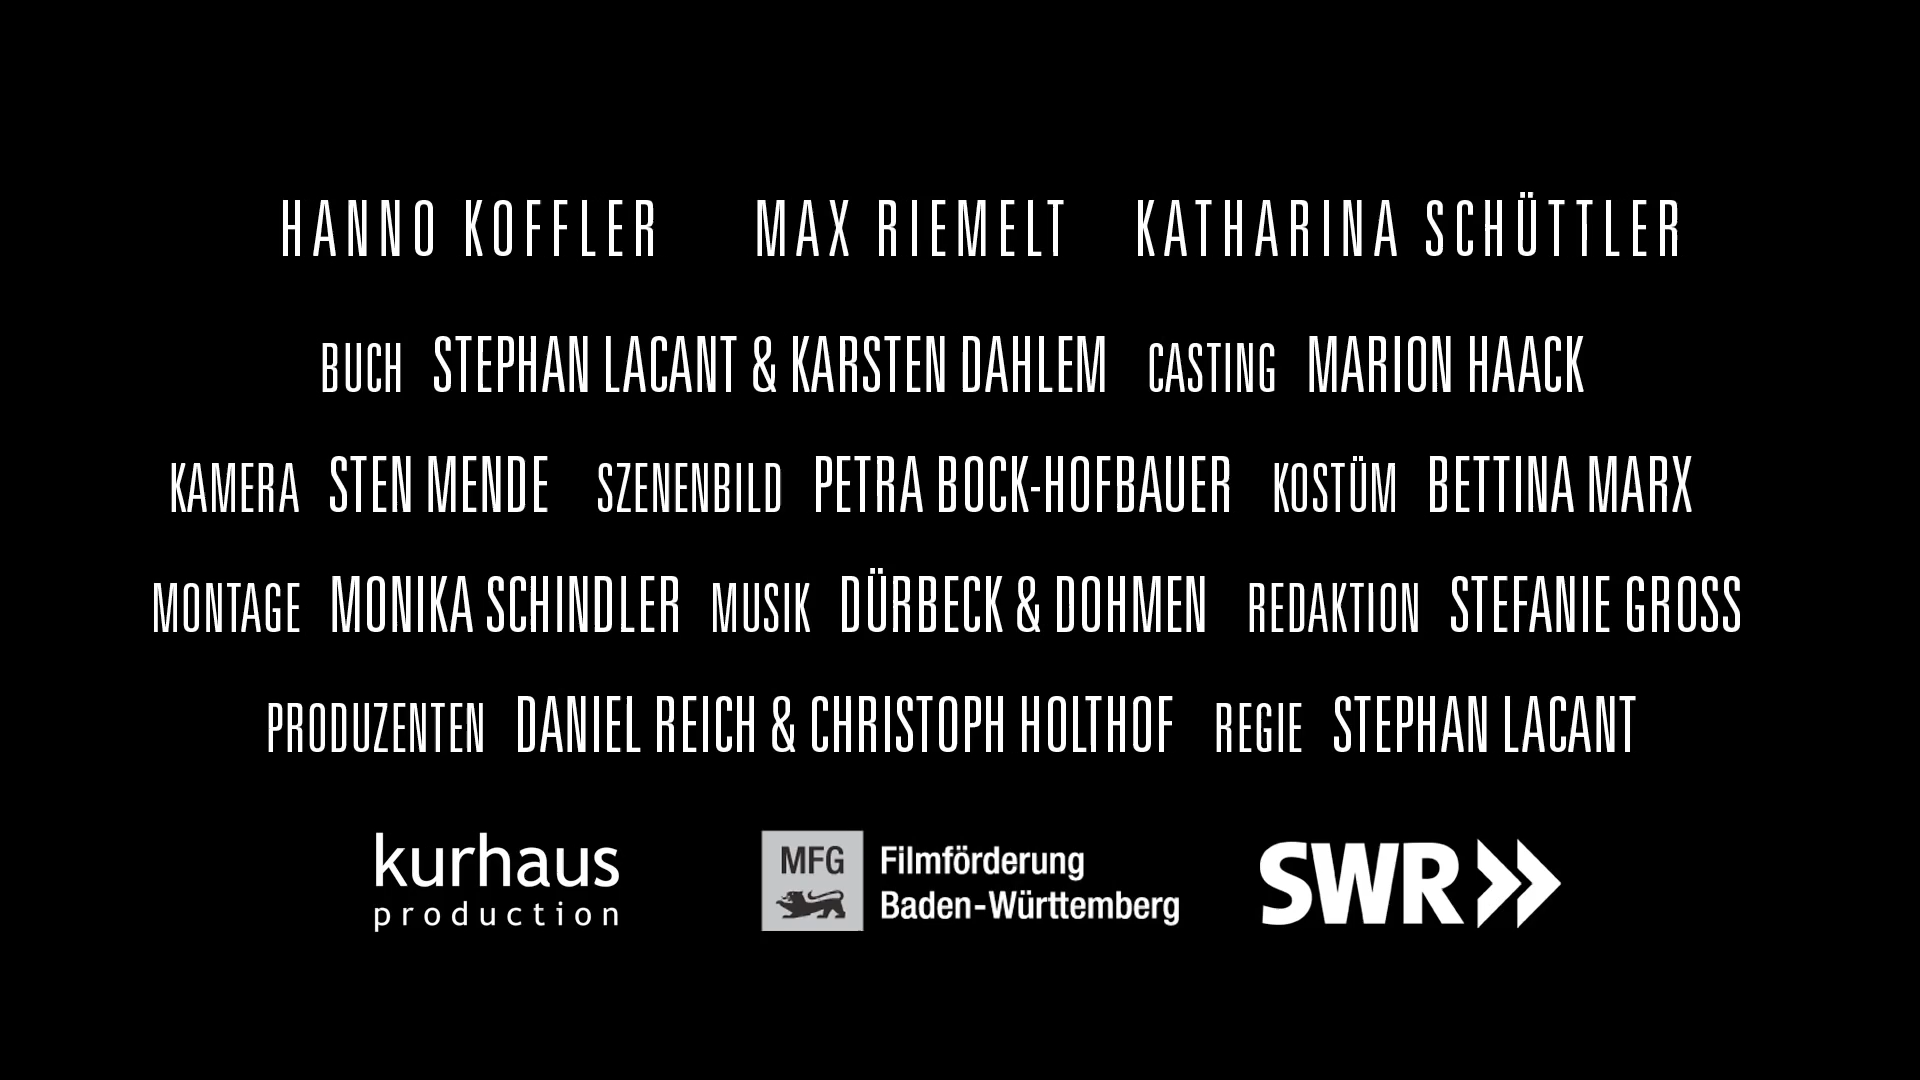 HANNO KOFFLER MAX RIEMELT KATHARINA SCHÜTTLER
BUCH STEPHAN LACANT & KARSTEN DAHLEM CASTING MARION HAACK
KAMERA STEN MENDE SZENENBILD PETRA BOCK-HOFBAUER KOSTÜM BETTINA MARX
MONTAGE MONIKA SCHINDLER MUSIK DÜRBECK & DOHMEN REDAKTION STEFANIE GROSS
PRODUZENTEN DANIEL REICH & CHRISTOPH HOLTHOF REGIE STEPHAN LACANT
kurhaus
production
MFG
Filmförderung
Baden-Württemberg
SWR